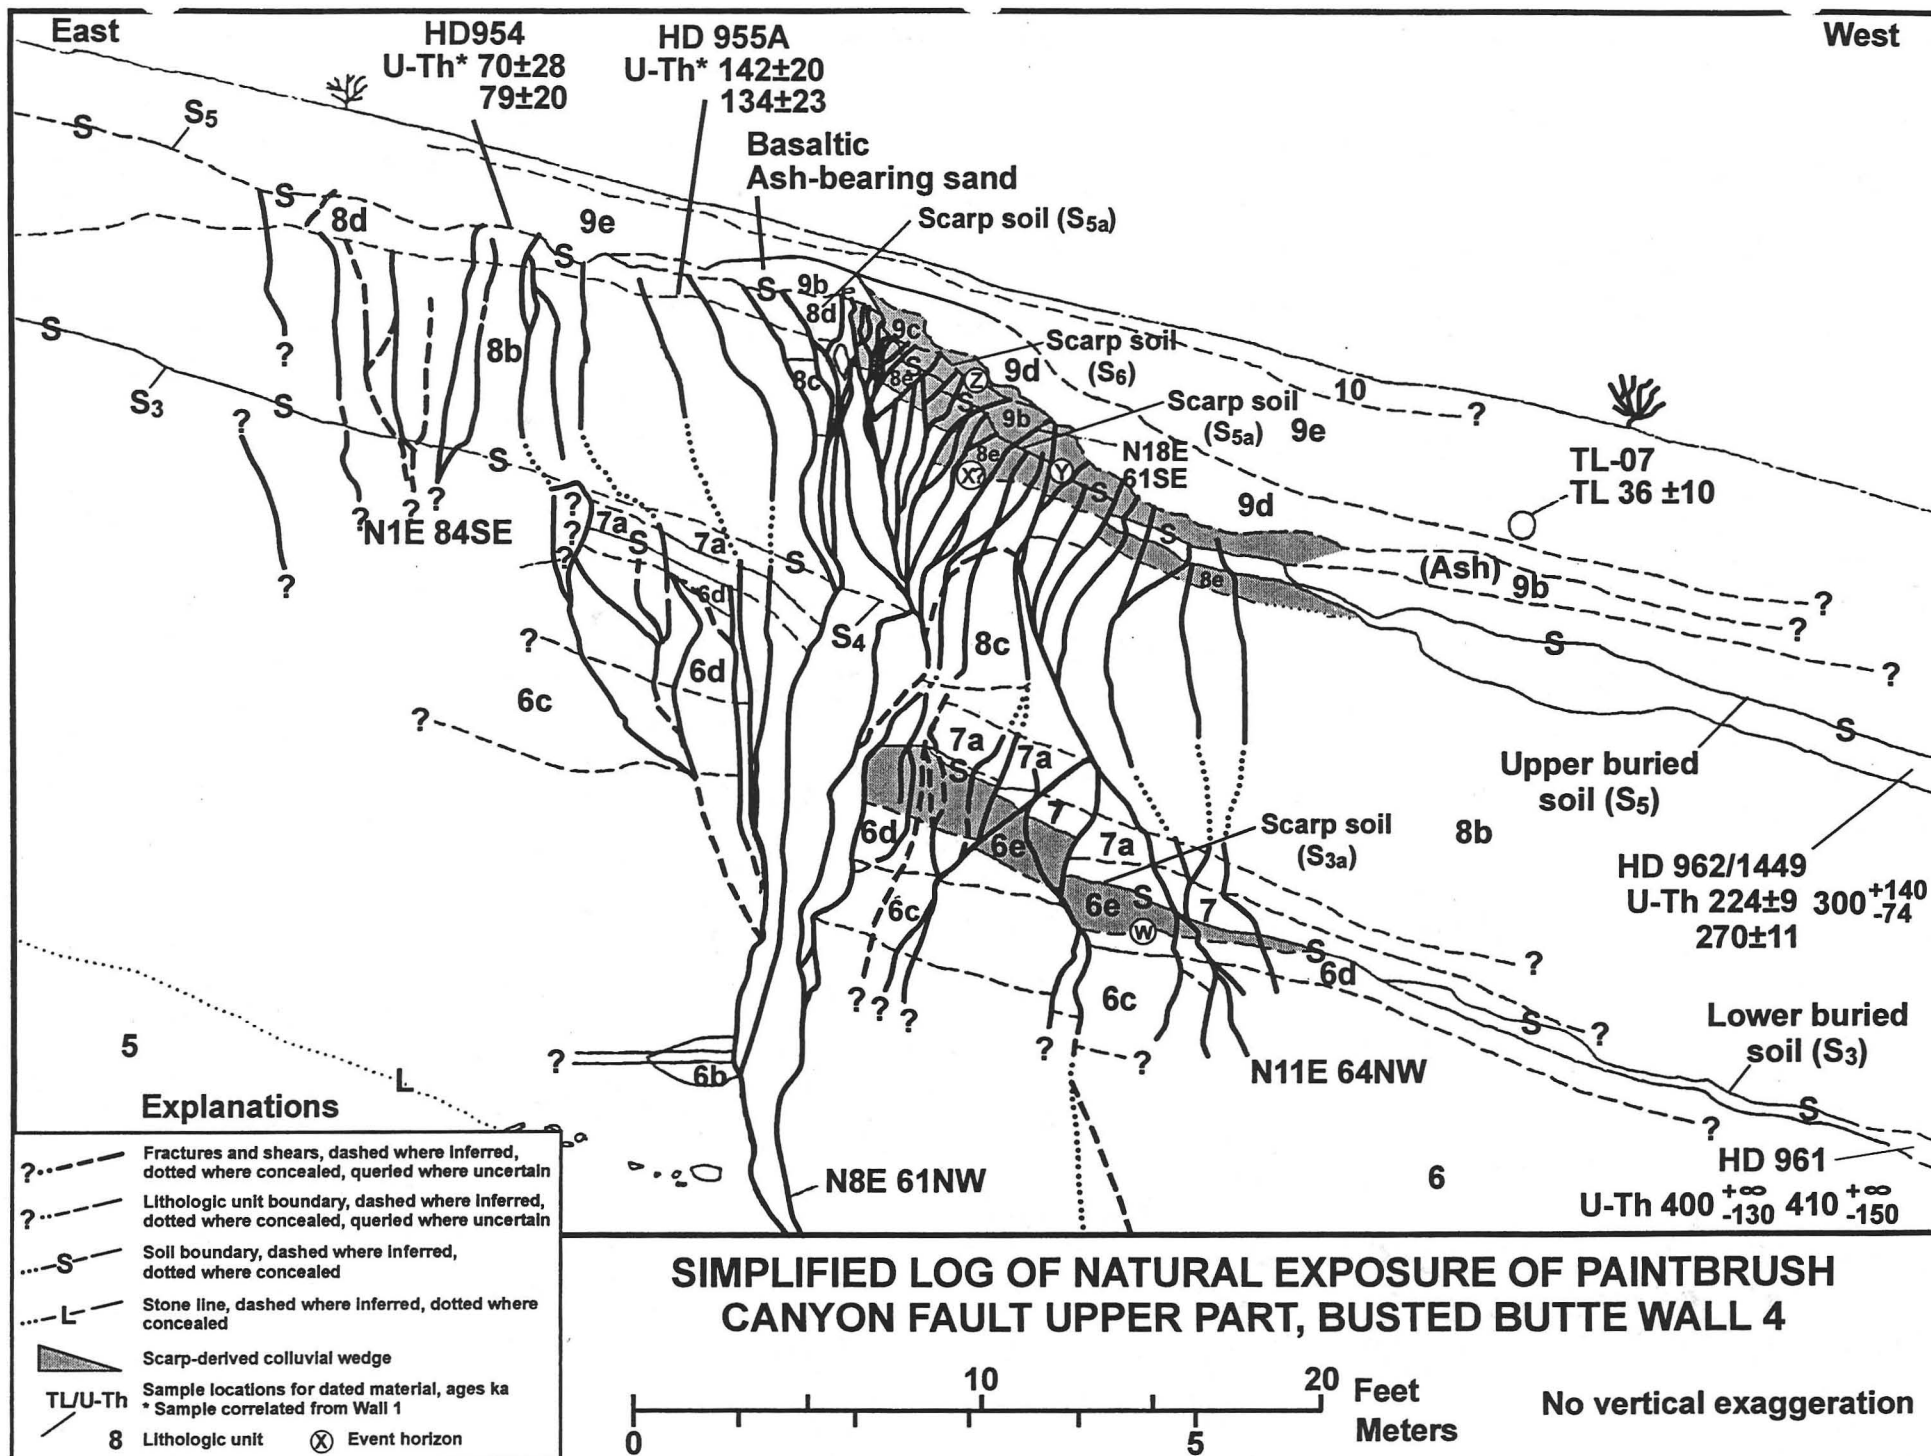 East
West
HD954
U-Th* 70±28
79±20
HD 955A
U-Th* 142±20
134±23
Basaltic
Ash-bearing sand
Scarp soil (S5a)
S
S5
S
8d
9e
S
S
9b
8d
9c
Scarp soil
(S6)
9d
10
?
S
S3
S
?
?
8b
8c
S
8e
Z
S
9b
Scarp soil
(S5a)
9e
N18E
61SE
8e
X?
Y
S
TL-07
TL 36 ±10
9d
S
S
?
?
?
?
?
N1E 84SE
?
?
?
7a
S
7a
S
6d
8e
(Ash)
9b
?
?
?
S
?
S4
8c
6d
6c
?
7a
7a
S
7
6d
6e
7a
Scarp soil
(S3a)
8b
Upper buried
soil (S5)
S
HD 962/1449
U-Th 224±9 300 +140 -74
270±11
6c
6e
S
7
W
S
6d
?
?
?
?
?
?
6c
?
S
?
Lower buried
soil (S3)
S
?
5
L
?
6b
N11E 64NW
N8E 61NW
6
HD 961
U-Th 400 +∞ -130 410 +∞ -150
Explanations
? Fractures and shears, dashed where inferred,
dotted where concealed, queried where uncertain
? Lithologic unit boundary, dashed where inferred,
dotted where concealed, queried where uncertain
S Soil boundary, dashed where inferred,
dotted where concealed
L Stone line, dashed where inferred, dotted where
concealed
Scarp-derived colluvial wedge
TL/U-Th Sample locations for dated material, ages ka
* Sample correlated from Wall 1
8 Lithologic unit X Event horizon
SIMPLIFIED LOG OF NATURAL EXPOSURE OF PAINTBRUSH
CANYON FAULT UPPER PART, BUSTED BUTTE WALL 4
10 20 Feet
Meters
0 5
No vertical exaggeration